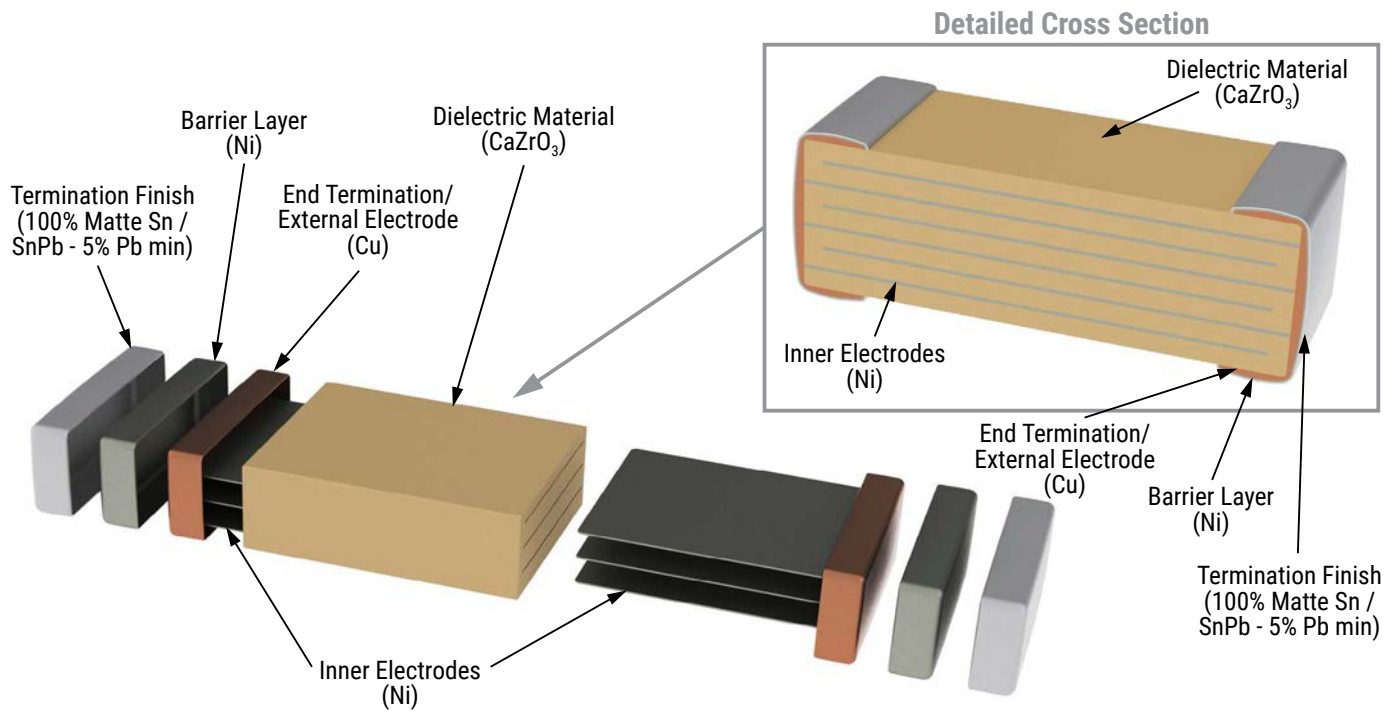 Detailed Cross Section
Dielectric Material
(CaZrO₃)
Barrier Layer
(Ni)
Dielectric Material
(CaZrO₃)
Termination Finish
(100% Matte Sn /
SnPb - 5% Pb min)
End Termination/
External Electrode
(Cu)
Inner Electrodes
(Ni)
End Termination/
External Electrode
(Cu)
Barrier Layer
(Ni)
Termination Finish
(100% Matte Sn /
SnPb - 5% Pb min)
Inner Electrodes
(Ni)